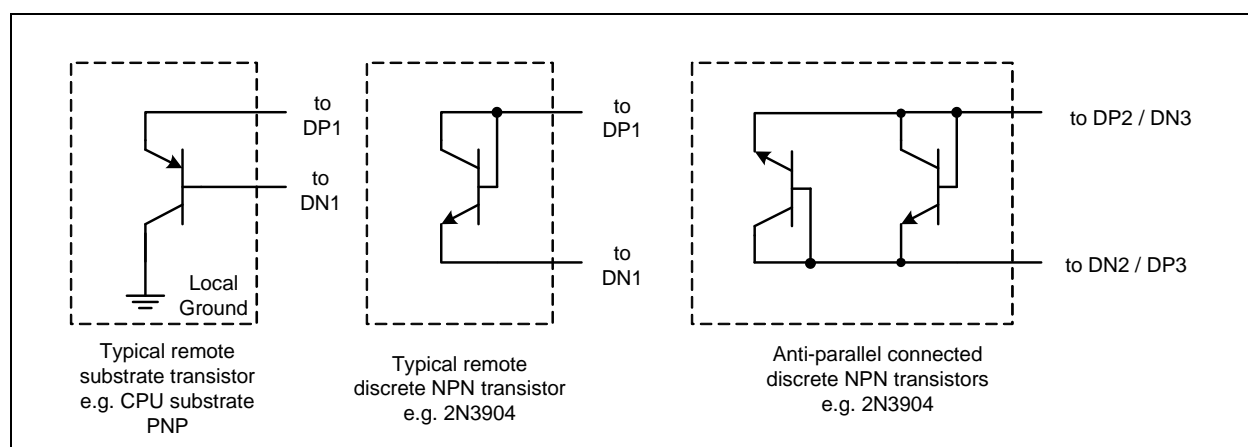 to
DP1
to
DN1
Local
Ground
Typical remote
substrate transistor
e.g. CPU substrate
PNP
to
DP1
to
DN1
Typical remote
discrete NPN transistor
e.g. 2N3904
to DP2 / DN3
to DN2 / DP3
Anti-parallel connected
discrete NPN transistors
e.g. 2N3904